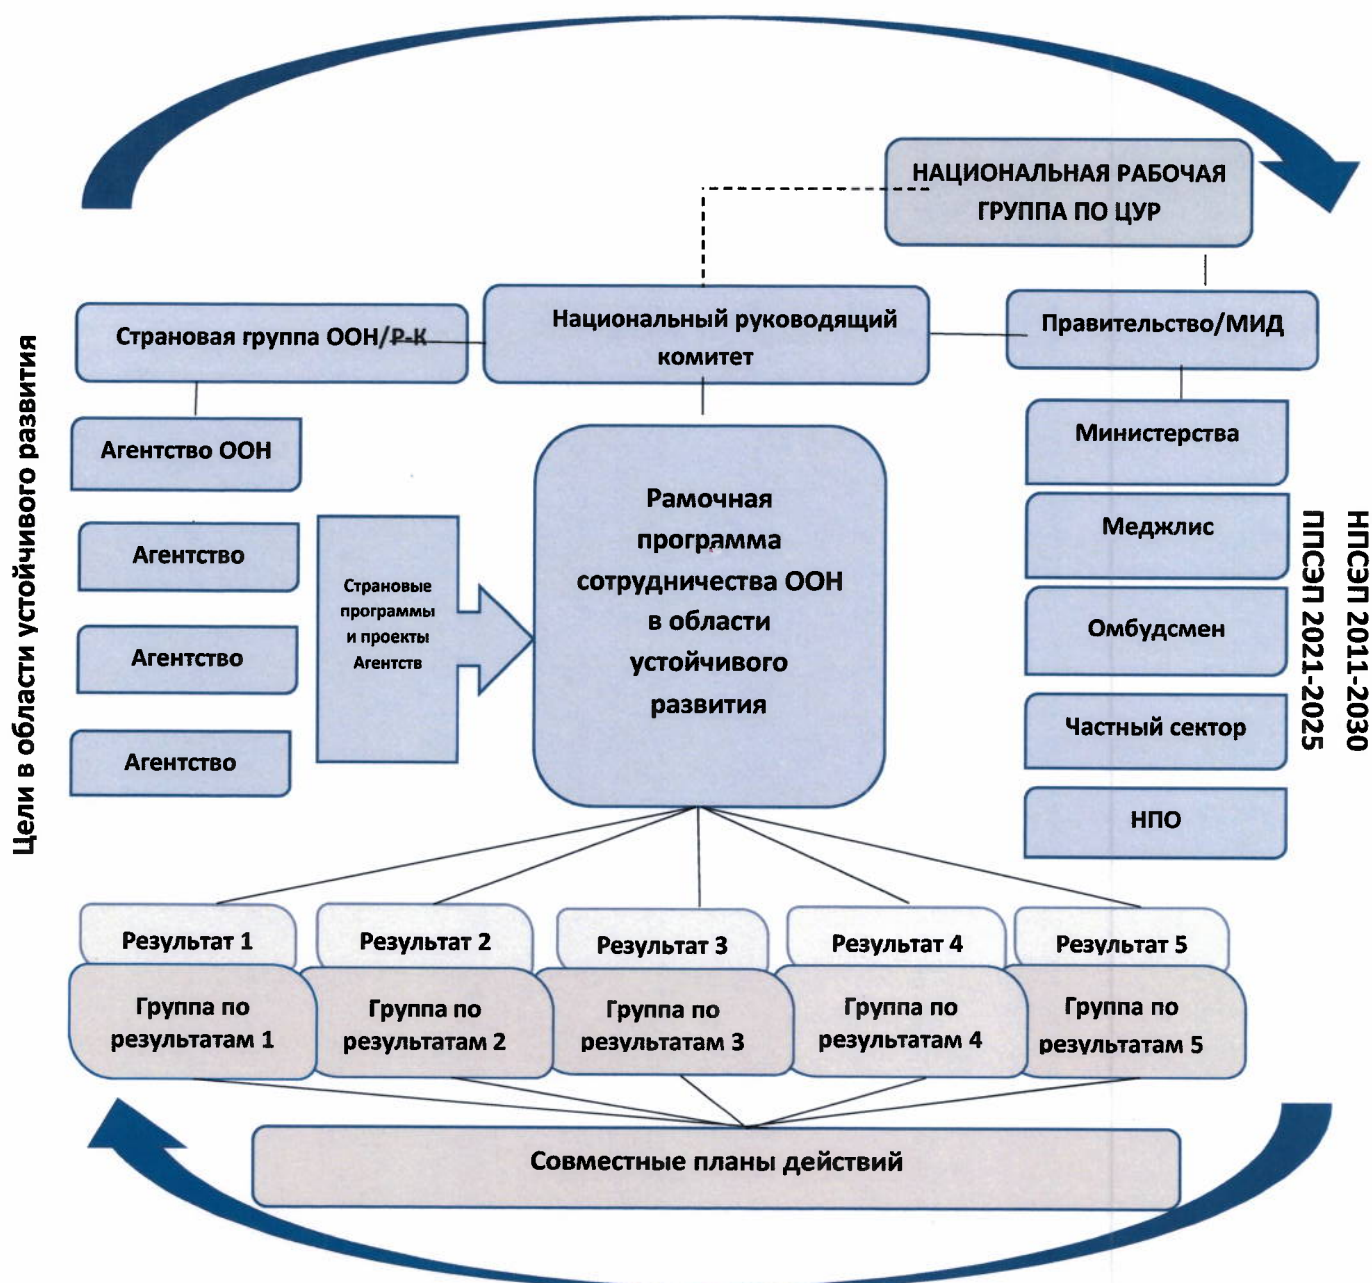 НАЦИОНАЛЬНАЯ РАБОЧАЯ
ГРУППА ПО ЦУР
Страновая группа ООН/Р-К
Национальный руководящий
комитет
Правительство/МИД
Цели в области устойчивого развития
Агентство ООН
Агентство
Агентство
Агентство
Страновые
программы
и проекты
Агентств
Рамочная
программа
сотрудничества ООН
в области
устойчивого
развития
Министерства
Меджлис
Омбудсмен
Частный сектор
НПО
НПСЭП 2011-2030
ППСЭП 2021-2025
Результат 1
Результат 2
Результат 3
Результат 4
Результат 5
Группа по
результатам 1
Группа по
результатам 2
Группа по
результатам 3
Группа по
результатам 4
Группа по
результатам 5
Совместные планы действий